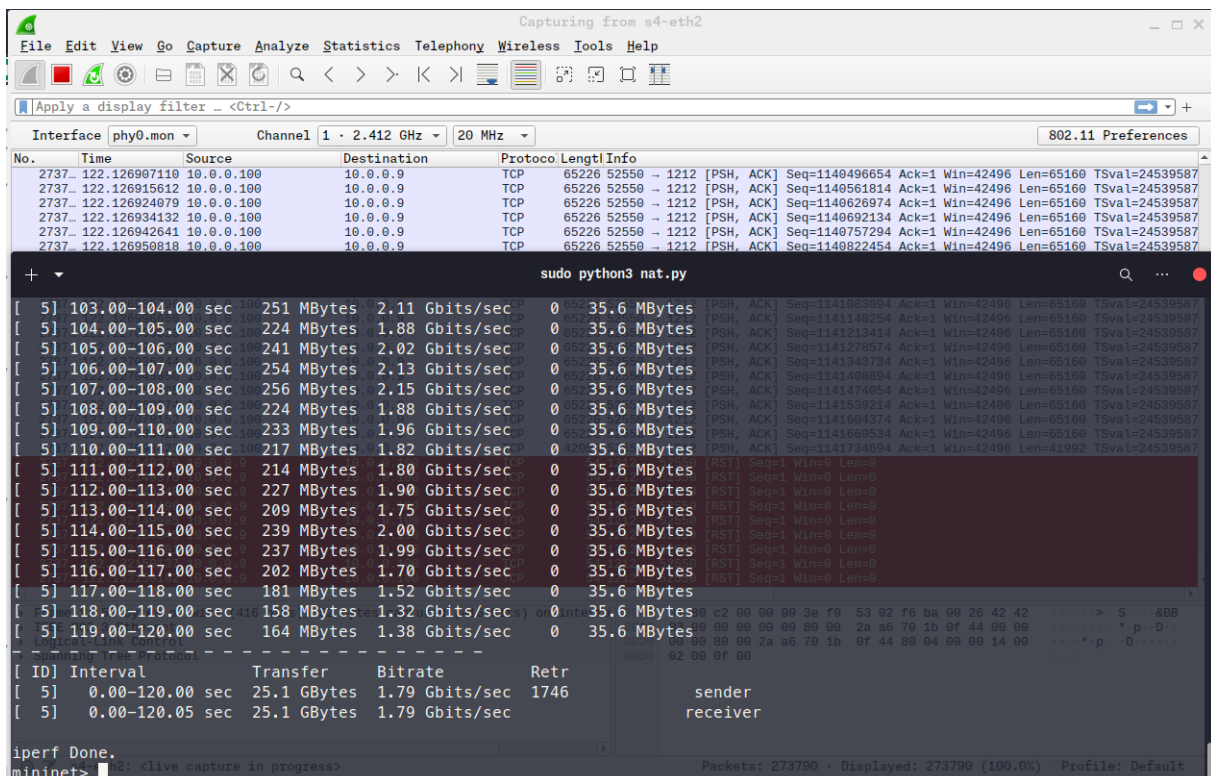 Capturing from s4-eth2
File Edit View Go Capture Analyze Statistics Telephony Wireless Tools Help
Apply a display filter … <Ctrl-/>
+
Interface phy0.mon Channel 1 · 2.412 GHz 20 MHz 802.11 Preferences
No. Time Source Destination Protocol Length Info
2737… 122.126907110 10.0.0.100 10.0.0.9 TCP 65226 52550 → 1212 [PSH, ACK] Seq=1140496654 Ack=1 Win=42496 Len=65160 TSval=24539587
2737… 122.126915612 10.0.0.100 10.0.0.9 TCP 65226 52550 → 1212 [PSH, ACK] Seq=1140561814 Ack=1 Win=42496 Len=65160 TSval=24539587
2737… 122.126924079 10.0.0.100 10.0.0.9 TCP 65226 52550 → 1212 [PSH, ACK] Seq=1140626974 Ack=1 Win=42496 Len=65160 TSval=24539587
2737… 122.126934132 10.0.0.100 10.0.0.9 TCP 65226 52550 → 1212 [PSH, ACK] Seq=1140692134 Ack=1 Win=42496 Len=65160 TSval=24539587
2737… 122.126942641 10.0.0.100 10.0.0.9 TCP 65226 52550 → 1212 [PSH, ACK] Seq=1140757294 Ack=1 Win=42496 Len=65160 TSval=24539587
2737… 122.126950818 10.0.0.100 10.0.0.9 TCP 65226 52550 → 1212 [PSH, ACK] Seq=1140822454 Ack=1 Win=42496 Len=65160 TSval=24539587
sudo python3 nat.py
[ 5] 103.00-104.00 sec 251 MBytes 2.11 Gbits/sec 0 35.6 MBytes
[ 5] 104.00-105.00 sec 224 MBytes 1.88 Gbits/sec 0 35.6 MBytes
[ 5] 105.00-106.00 sec 241 MBytes 2.02 Gbits/sec 0 35.6 MBytes
[ 5] 106.00-107.00 sec 254 MBytes 2.13 Gbits/sec 0 35.6 MBytes
[ 5] 107.00-108.00 sec 256 MBytes 2.15 Gbits/sec 0 35.6 MBytes
[ 5] 108.00-109.00 sec 224 MBytes 1.88 Gbits/sec 0 35.6 MBytes
[ 5] 109.00-110.00 sec 233 MBytes 1.96 Gbits/sec 0 35.6 MBytes
[ 5] 110.00-111.00 sec 217 MBytes 1.82 Gbits/sec 0 35.6 MBytes
[ 5] 111.00-112.00 sec 214 MBytes 1.80 Gbits/sec 0 35.6 MBytes
[ 5] 112.00-113.00 sec 227 MBytes 1.90 Gbits/sec 0 35.6 MBytes
[ 5] 113.00-114.00 sec 209 MBytes 1.75 Gbits/sec 0 35.6 MBytes
[ 5] 114.00-115.00 sec 239 MBytes 2.00 Gbits/sec 0 35.6 MBytes
[ 5] 115.00-116.00 sec 237 MBytes 1.99 Gbits/sec 0 35.6 MBytes
[ 5] 116.00-117.00 sec 202 MBytes 1.70 Gbits/sec 0 35.6 MBytes
[ 5] 117.00-118.00 sec 181 MBytes 1.52 Gbits/sec 0 35.6 MBytes
[ 5] 118.00-119.00 sec 158 MBytes 1.32 Gbits/sec 0 35.6 MBytes
[ 5] 119.00-120.00 sec 164 MBytes 1.38 Gbits/sec 0 35.6 MBytes
- - - - - - - - - - - - - - - - - - - - - - - - -
[ ID] Interval Transfer Bitrate Retr
[ 5] 0.00-120.00 sec 25.1 GBytes 1.79 Gbits/sec 1746 sender
[ 5] 0.00-120.05 sec 25.1 GBytes 1.79 Gbits/sec receiver
iperf Done.
mininet>
<live capture in progress> Packets: 273790 · Displayed: 273790 (100.0%) Profile: Default